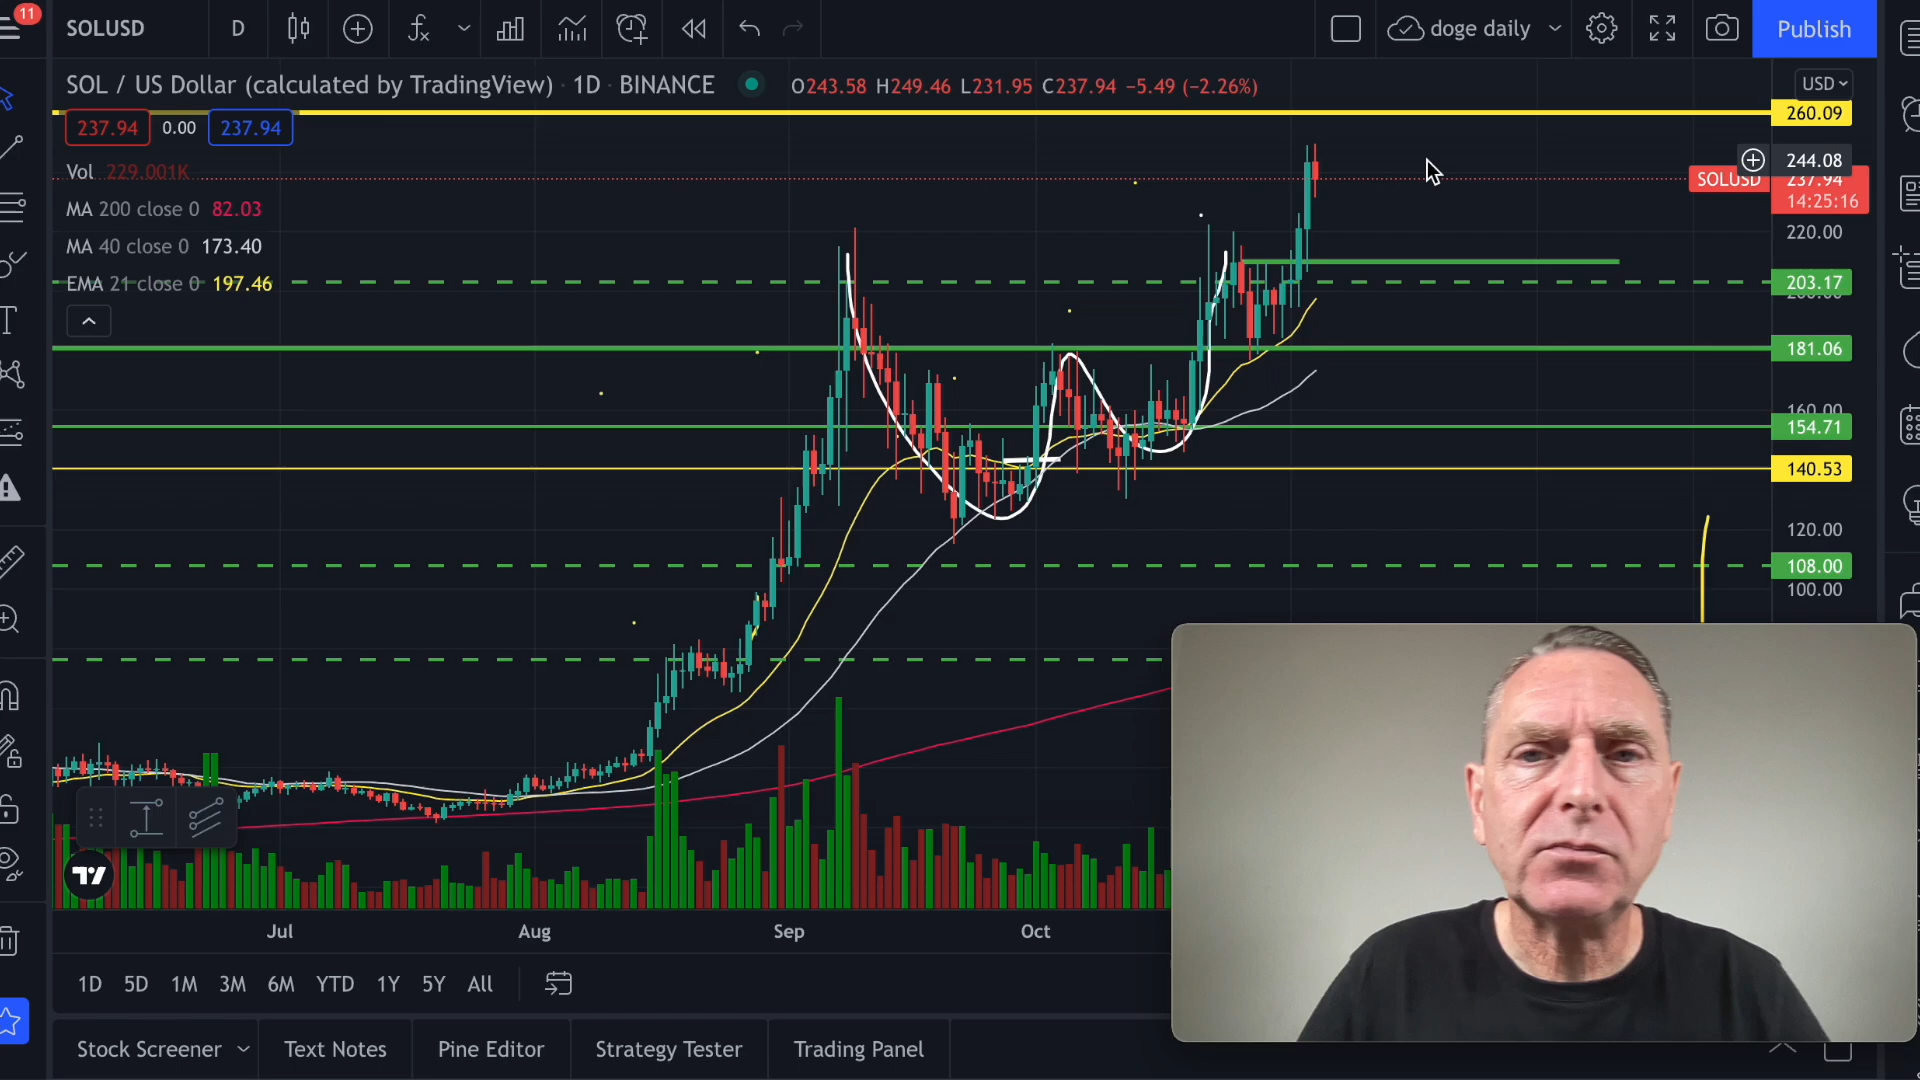 11
SOLUSD
D
doge daily
Publish
SOL / US Dollar (calculated by TradingView) · 1D · BINANCE
O243.58 H249.46 L231.95 C237.94 −5.49 (−2.26%)
USD
260.09
237.94
0.00
237.94
Vol 229.001K
244.08
SOLUSD
237.94
14:25:16
MA 200 close 0 82.03
220.00
MA 40 close 0 173.40
EMA 21 close 0 197.46
203.17
200.00
181.06
160.00
154.71
140.53
120.00
108.00
100.00
Jul
Aug
Sep
Oct
1D
5D
1M
3M
6M
YTD
1Y
5Y
All
Stock Screener
Text Notes
Pine Editor
Strategy Tester
Trading Panel